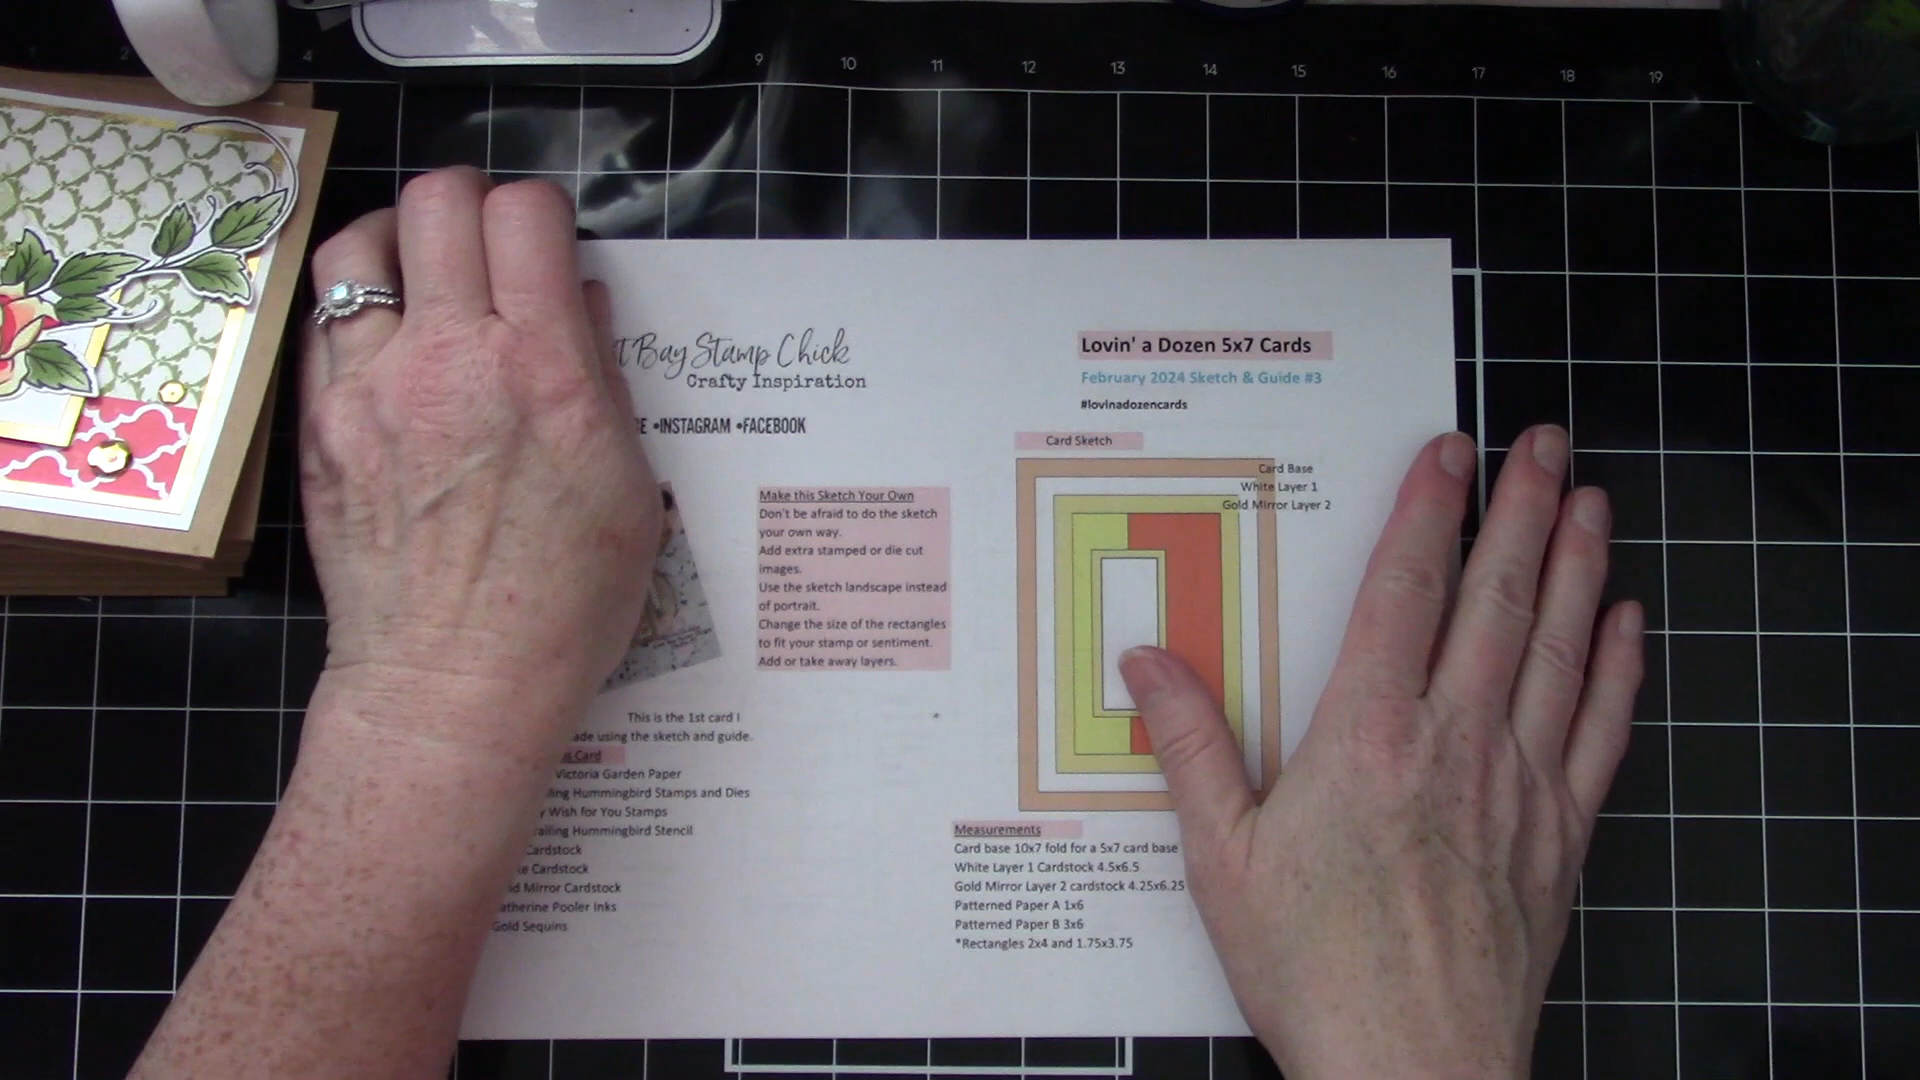 2 4 9 10 11 12 13 14 15 16 17 18 19
Bay Stamp Chick
Crafty Inspiration
•INSTAGRAM •FACEBOOK
Make this Sketch Your Own
Don't be afraid to do the sketch
your own way.
Add extra stamped or die cut
images.
Use the sketch landscape instead
of portrait.
Change the size of the rectangles
to fit your stamp or sentiment.
Add or take away layers.
This is the 1st card I
using the sketch and guide.
Card
Victoria Garden Paper
Hummingbird Stamps and Dies
Wish for You Stamps
Hummingbird Stencil
Cardstock
Cardstock
Mirror Cardstock
Pooler Inks
Gold Sequins
Lovin' a Dozen 5x7 Cards
February 2024 Sketch & Guide #3
#lovinadozencards
Card Sketch
Card Base
White Layer 1
Gold Mirror Layer 2
Measurements
Card base 10x7 fold for a 5x7 card base
White Layer 1 Cardstock 4.5x6.5
Gold Mirror Layer 2 cardstock 4.25x6.25
Patterned Paper A 1x6
Patterned Paper B 3x6
*Rectangles 2x4 and 1.75x3.75